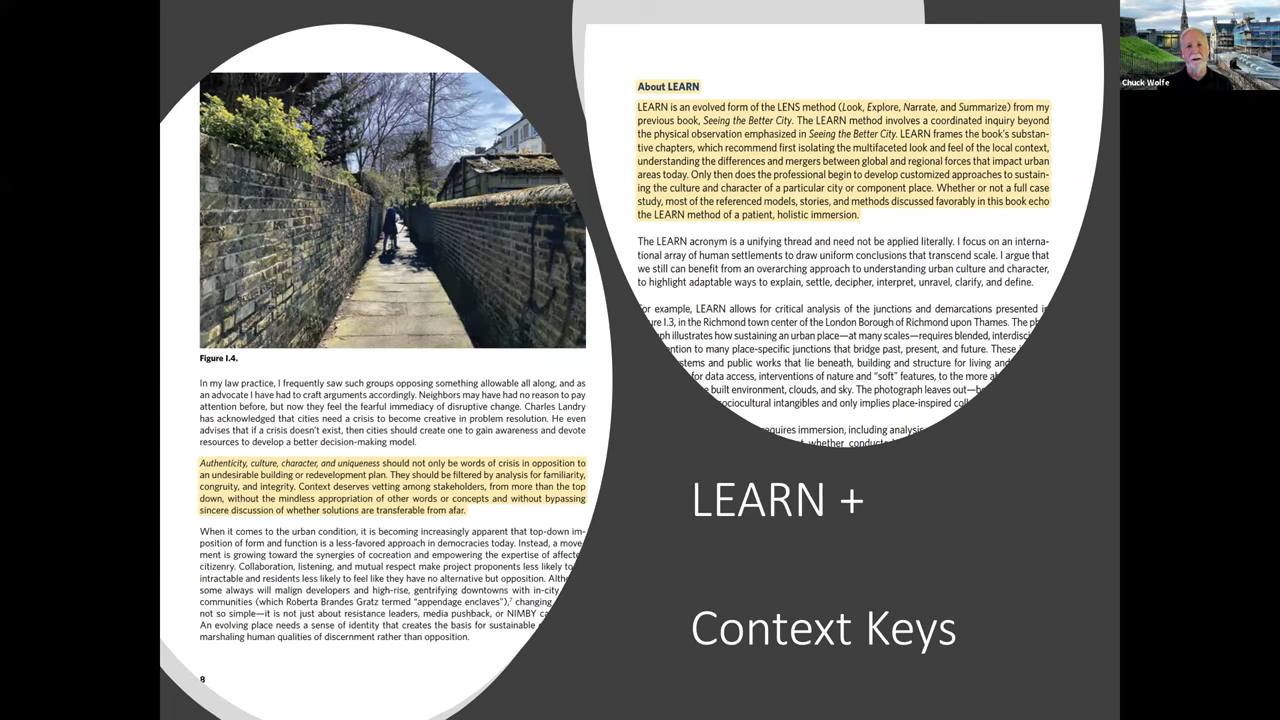 Figure I.4.
In my law practice, I frequently saw such groups opposing something allowable all along, and as
an advocate I have had to craft arguments accordingly. Neighbors may have had no reason to pay
attention before, but now they feel the fearful immediacy of disruptive change. Charles Landry
has acknowledged that cities need a crisis to become creative in problem resolution. He even
advises that if a crisis doesn't exist, then cities should create one to gain awareness and devote
resources to develop a better decision-making model.
Authenticity, culture, character, and uniqueness should not only be words of crisis in opposition to
an undesirable building or redevelopment plan. They should be filtered by analysis for familiarity,
congruity, and integrity. Context deserves vetting among stakeholders, from more than the top
down, without the mindless appropriation of other words or concepts and without bypassing
sincere discussion of whether solutions are transferable from afar.
When it comes to the urban condition, it is becoming increasingly apparent that top-down im-
position of form and function is a less-favored approach in democracies today. Instead, a move-
ment is growing toward the synergies of cocreation and empowering the expertise of affecte
citizenry. Collaboration, listening, and mutual respect make project proponents less likely to
intractable and residents less likely to feel like they have no alternative but opposition.
some always will malign developers and high-rise, gentrifying downtowns with in-city
communities (which Roberta Brandes Gratz termed "appendage enclaves"),⁷ changing
not so simple—it is not just about resistance leaders, media pushback, or NIMBY
An evolving place needs a sense of identity that creates the basis for sustainable
marshaling human qualities of discernment rather than opposition.
8
About LEARN
LEARN is an evolved form of the LENS method (Look, Explore, Narrate, and Summarize) from my
previous book, Seeing the Better City. The LEARN method involves a coordinated inquiry beyond
the physical observation emphasized in Seeing the Better City. LEARN frames the book's substan-
tive chapters, which recommend first isolating the multifaceted look and feel of the local context,
understanding the differences and mergers between global and regional forces that impact urban
areas today. Only then does the professional begin to develop customized approaches to sustain-
ing the culture and character of a particular city or component place. Whether or not a full case
study, most of the referenced models, stories, and methods discussed favorably in this book echo
the LEARN method of a patient, holistic immersion.
The LEARN acronym is a unifying thread and need not be applied literally. I focus on an interna-
tional array of human settlements to draw uniform conclusions that transcend scale. I argue that
we still can benefit from an overarching approach to understanding urban culture and character,
to highlight adaptable ways to explain, settle, decipher, interpret, unravel, clarify, and define.
or example, LEARN allows for critical analysis of the junctions and demarcations presented
ure I.3, in the Richmond town center of the London Borough of Richmond upon Thames. The
ph illustrates how sustaining an urban place—at many scales—requires blended,
ention to many place-specific junctions that bridge past, present, and future. These
stems and public works that lie beneath, building and structure for living
for data access, interventions of nature and "soft" features, to the more
built environment, clouds, and sky. The photograph leaves out—
sociocultural intangibles and only implies place-inspired
equires immersion, including
whether
LEARN +
Context Keys
Chuck Wolfe